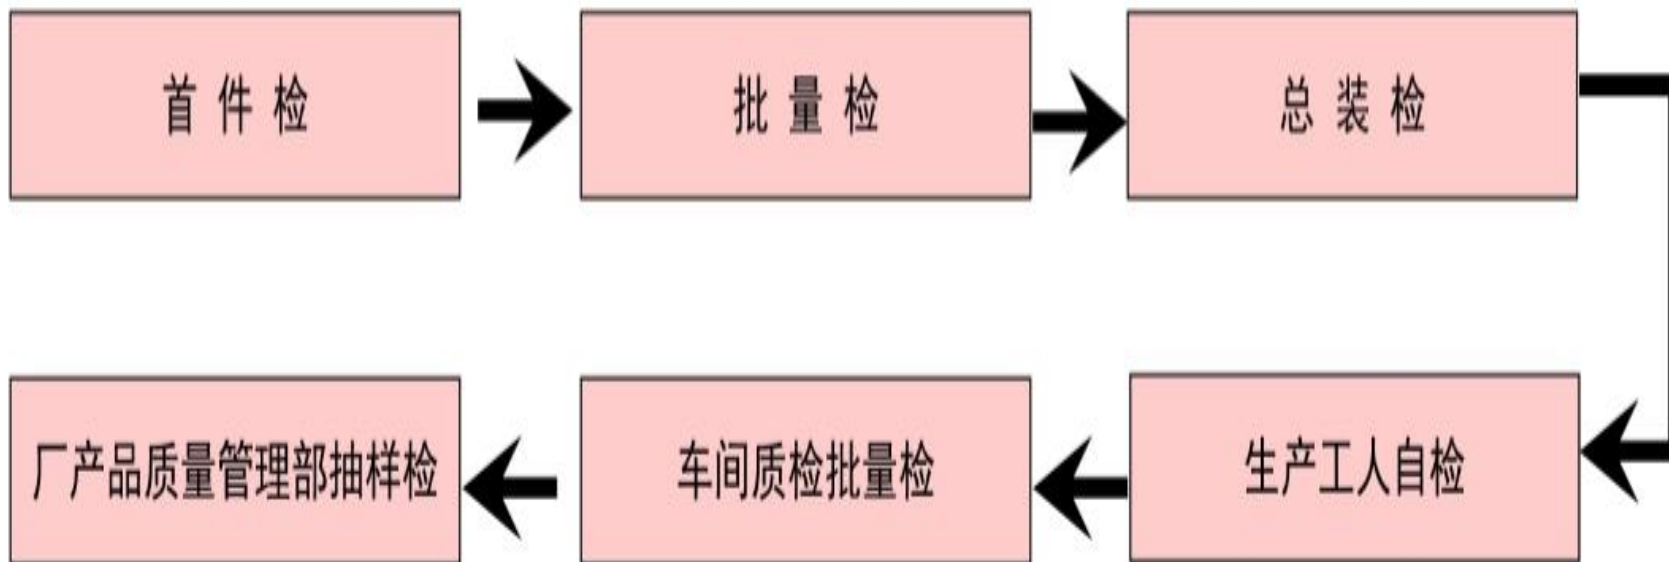 首件检
批量检
总装检
生产工人自检
车间质检批量检
厂产品质量管理部抽样检